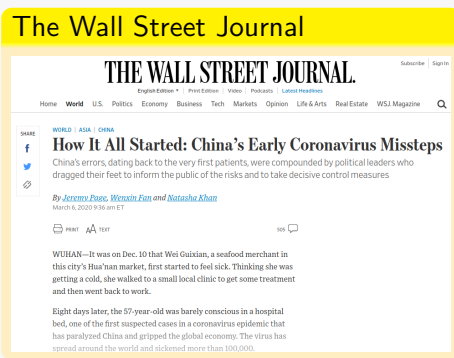 The Wall Street Journal
THE WALL STREET JOURNAL.
Subscribe | Sign In
English Edition | Print Edition | Video | Podcasts | Latest Headlines
Home World U.S. Politics Economy Business Tech Markets Opinion Life & Arts Real Estate WSJ. Magazine
SHARE
WORLD | ASIA | CHINA
How It All Started: China's Early Coronavirus Missteps
China's errors, dating back to the very first patients, were compounded by political leaders who
dragged their feet to inform the public of the risks and to take decisive control measures
By Jeremy Page, Wenxin Fan and Natasha Khan
March 6, 2020 9:36 am ET
PRINT AA TEXT
WUHAN—It was on Dec. 10 that Wei Guixian, a seafood merchant in
this city's Hua'nan market, first started to feel sick. Thinking she was
getting a cold, she walked to a small local clinic to get some treatment
and then went back to work.
Eight days later, the 57-year-old was barely conscious in a hospital
bed, one of the first suspected cases in a coronavirus epidemic that
has paralyzed China and gripped the global economy. The virus has
spread around the world and sickened more than 100,000.